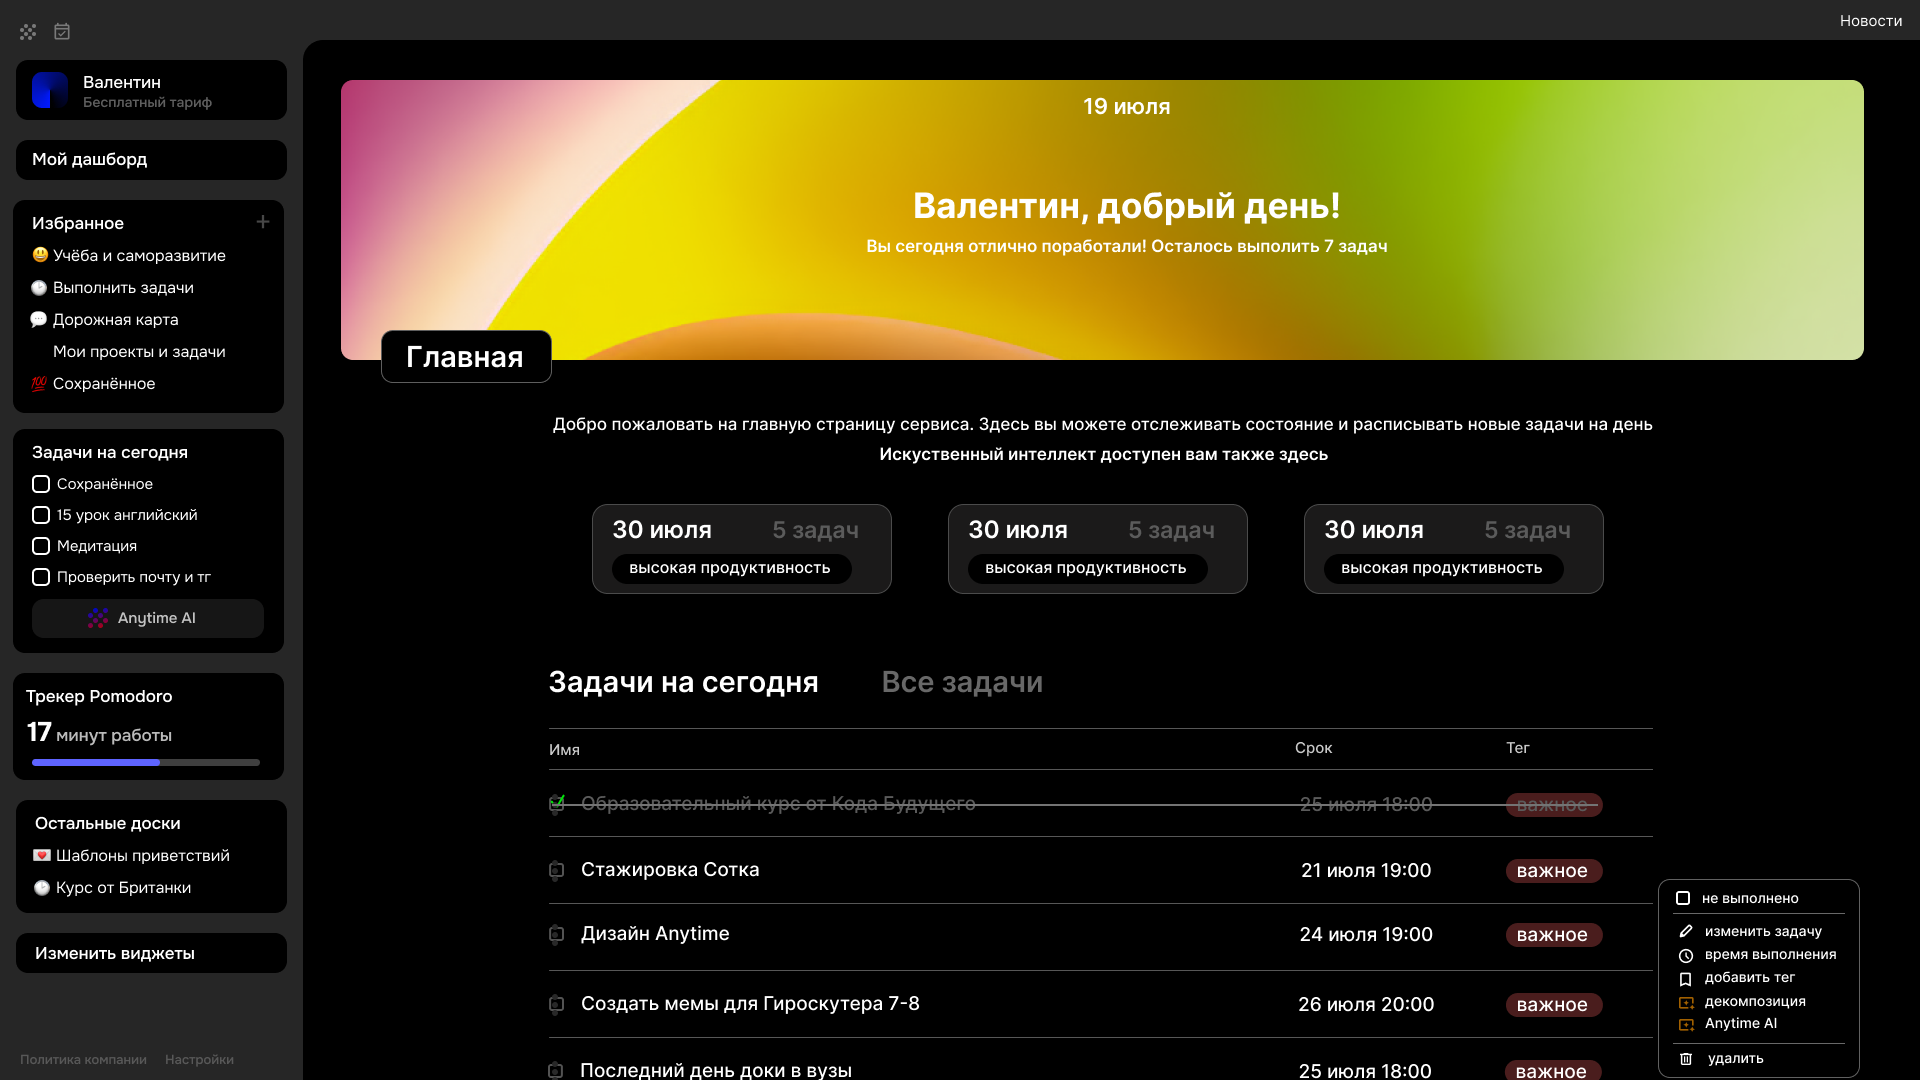 Новости
Валентин
Бесплатный тариф
Мой дашборд
Избранное
Учёба и саморазвитие
Выполнить задачи
Дорожная карта
Мои проекты и задачи
Сохранённое
Задачи на сегодня
Сохранённое
15 урок английский
Медитация
Проверить почту и тг
Anytime AI
Трекер Pomodoro
17 минут работы
Остальные доски
Шаблоны приветствий
Курс от Британки
Изменить виджеты
Политика компании Настройки
19 июля
Валентин, добрый день!
Вы сегодня отлично поработали! Осталось выполить 7 задач
Главная
Добро пожаловать на главную страницу сервиса. Здесь вы можете отслеживать состояние и расписывать новые задачи на день
Искуственный интеллект доступен вам также здесь
30 июля 5 задач
высокая продуктивность
30 июля 5 задач
высокая продуктивность
30 июля 5 задач
высокая продуктивность
Задачи на сегодня Все задачи
Имя Срок Тег
Образовательный курс от Кода Будущего 25 июля 18:00 важное
Стажировка Сотка 21 июля 19:00 важное
Дизайн Anytime 24 июля 19:00 важное
Создать мемы для Гироскутера 7-8 26 июля 20:00 важное
Последний день доки в вузы 25 июля 18:00 важное
не выполнено
изменить задачу
время выполнения
добавить тег
декомпозиция
Anytime AI
удалить